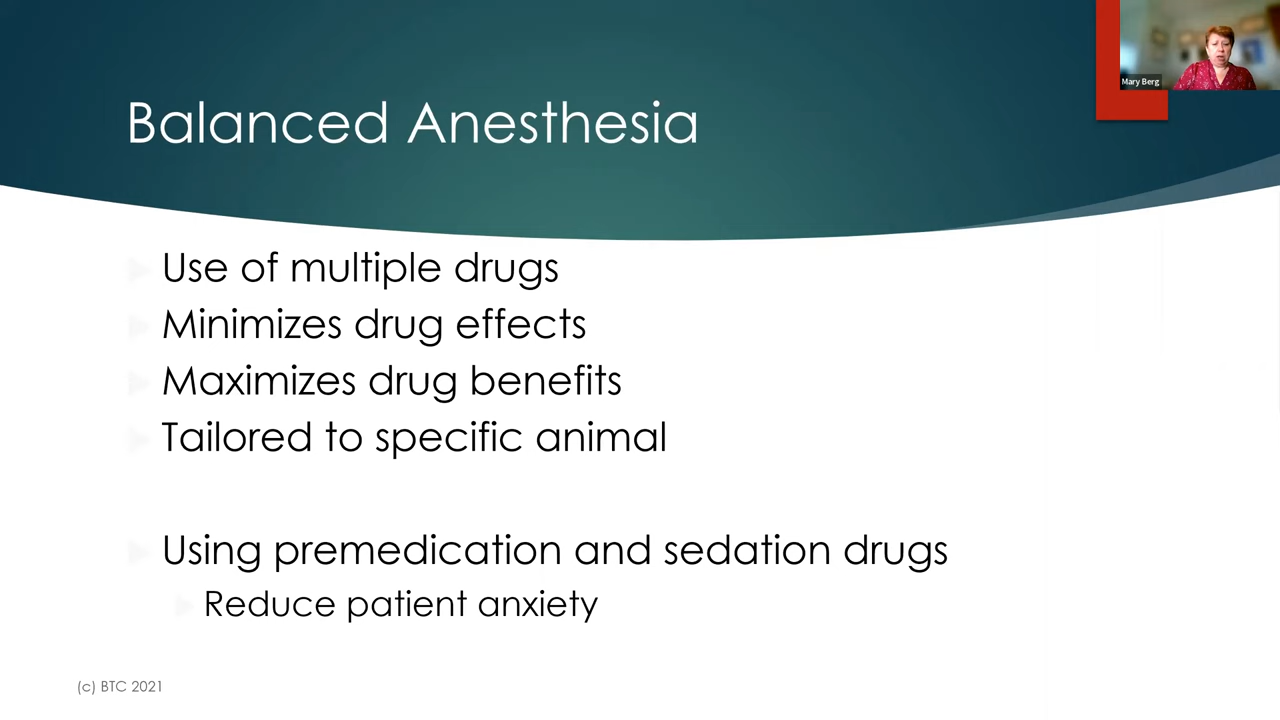 Mary Berg
Balanced Anesthesia
Use of multiple drugs
Minimizes drug effects
Maximizes drug benefits
Tailored to specific animal
Using premedication and sedation drugs
Reduce patient anxiety
(c) BTC 2021